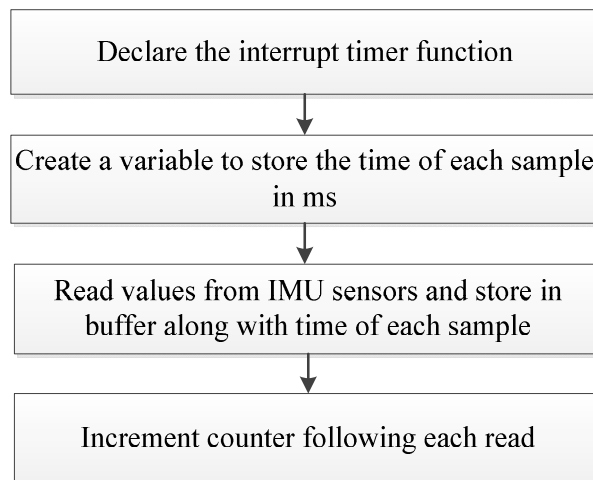 Declare the interrupt timer function
Create a variable to store the time of each sample
in ms
Read values from IMU sensors and store in
buffer along with time of each sample
Increment counter following each read